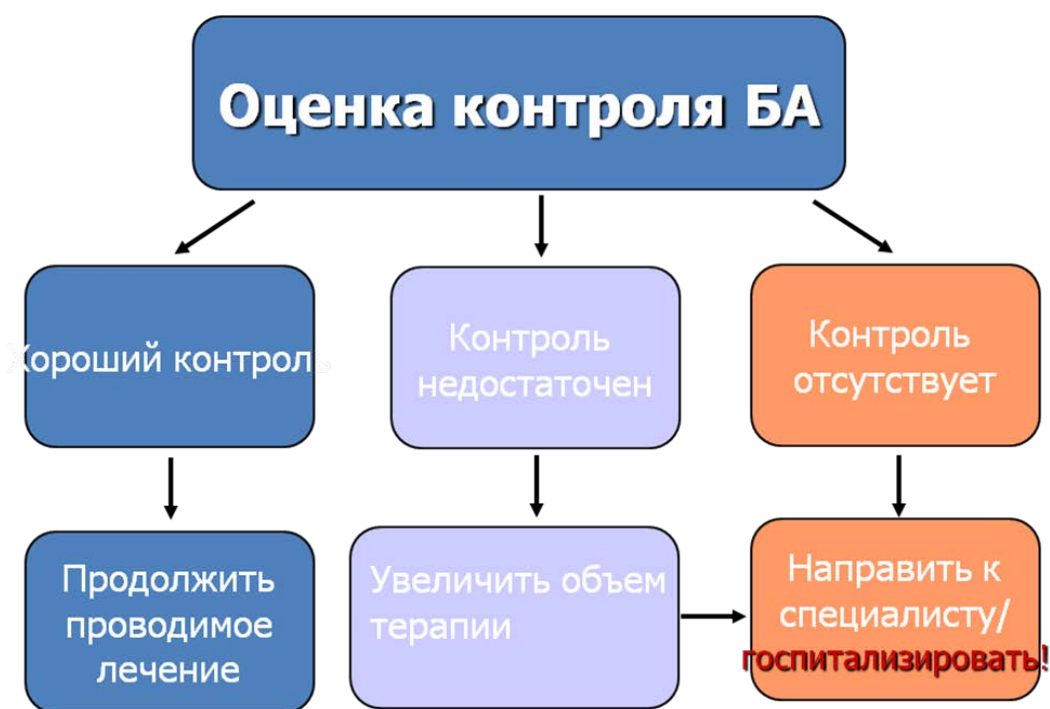 Оценка контроля БА
Хороший контроль
Контроль
недостаточен
Контроль
отсутствует
Продолжить
проводимое
лечение
Увеличить объем
терапии
Направить к
специалисту/
госпитализировать!